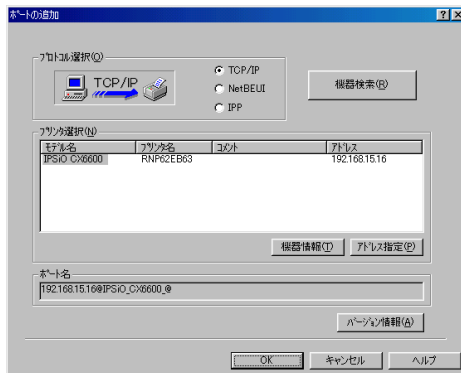 ポートの追加
プロトコル選択(O)
TCP/IP
TCP/IP
NetBEUI
IPP
機器検索(R)
プリンタ選択(N)
モデル名 プリンタ名 コメント アドレス
IPSiO CX6600 RNP62EB63 192.168.15.16
機器情報(T) アドレス指定(P)
ポート名
192.168.15.16@IPSiO_CX6600_@
バージョン情報(A)
OK キャンセル ヘルプ